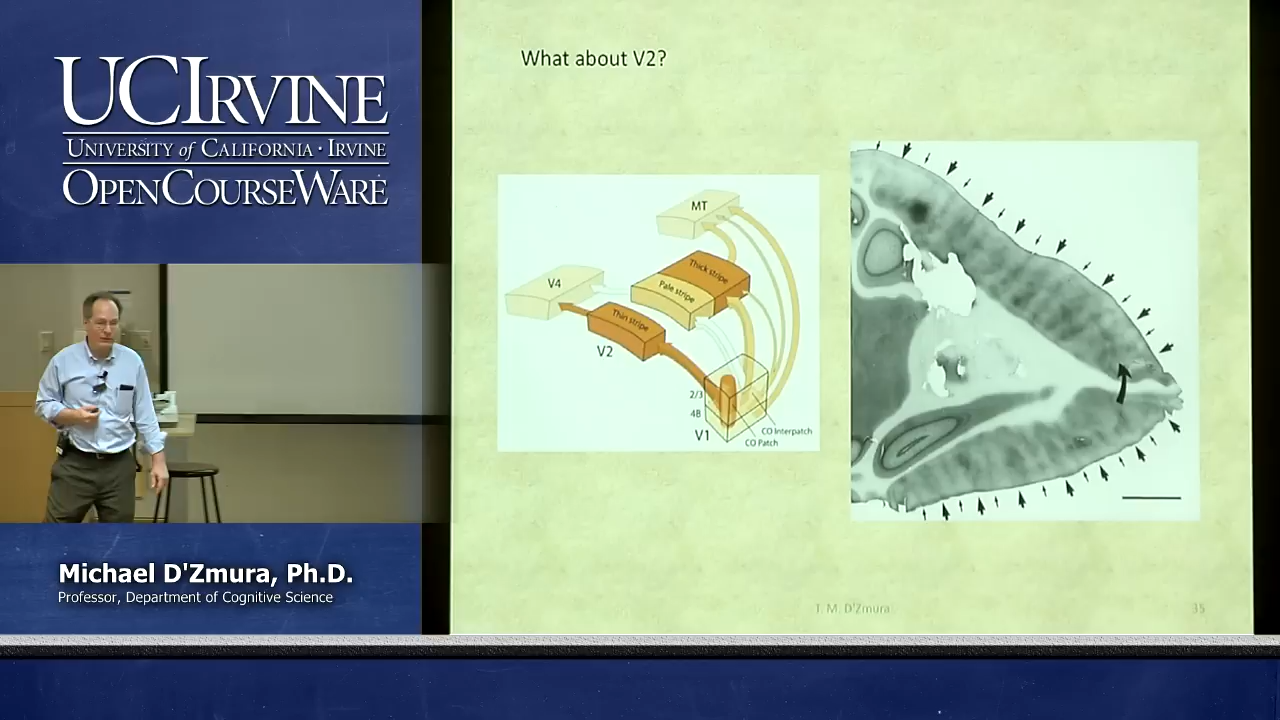 UCIRVINE
UNIVERSITY of CALIFORNIA · IRVINE
OPENCOURSEWARE
Michael D'Zmura, Ph.D.
Professor, Department of Cognitive Science
What about V2?
MT
Thick stripe
V4
Pale stripe
Thin stripe
V2
2/3
4B
V1
CO Interpatch
CO Patch
T. M. D'Zmura
35